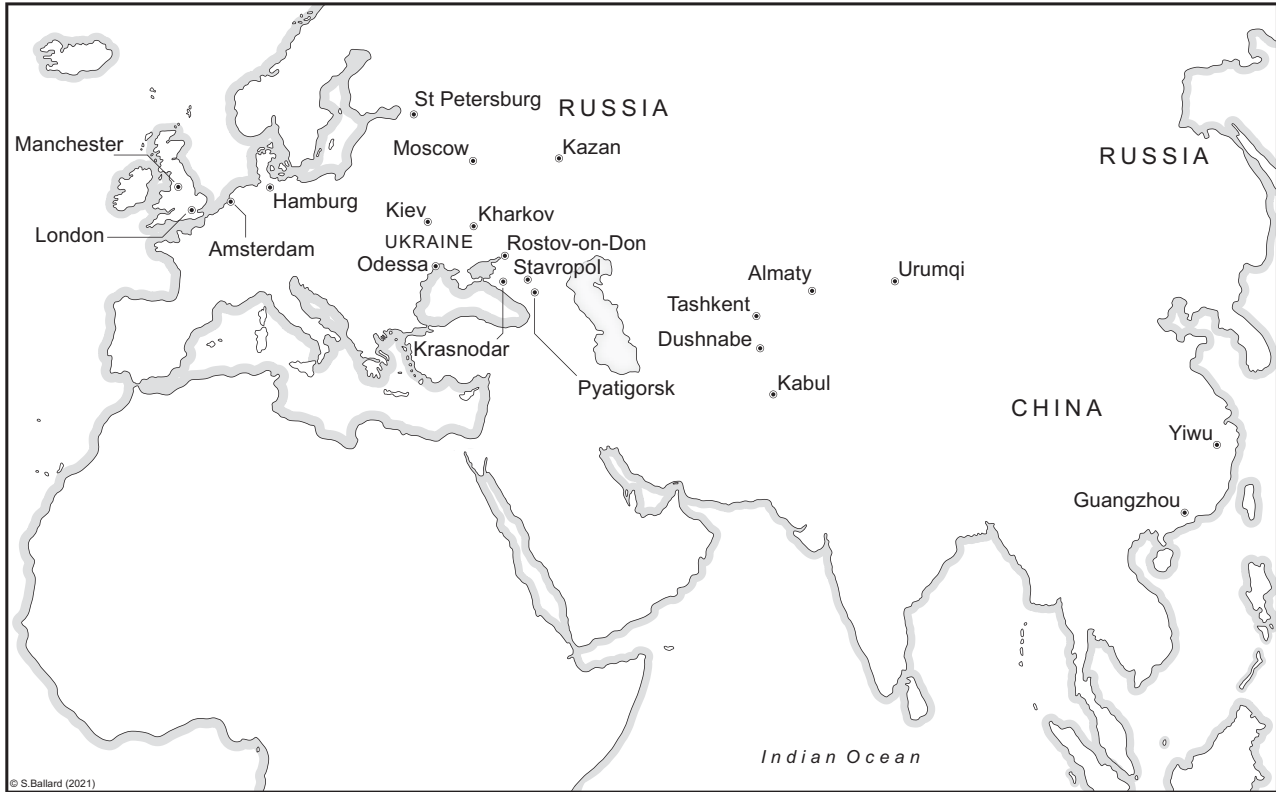 St Petersburg
RUSSIA
Manchester
Moscow
Kazan
RUSSIA
Hamburg
Kiev
Kharkov
London
Amsterdam
UKRAINE
Rostov-on-Don
Odessa
Stavropol
Almaty
Urumqi
Tashkent
Dushnabe
Krasnodar
Pyatigorsk
Kabul
CHINA
Yiwu
Guangzhou
Indian Ocean
© S.Ballard (2021)